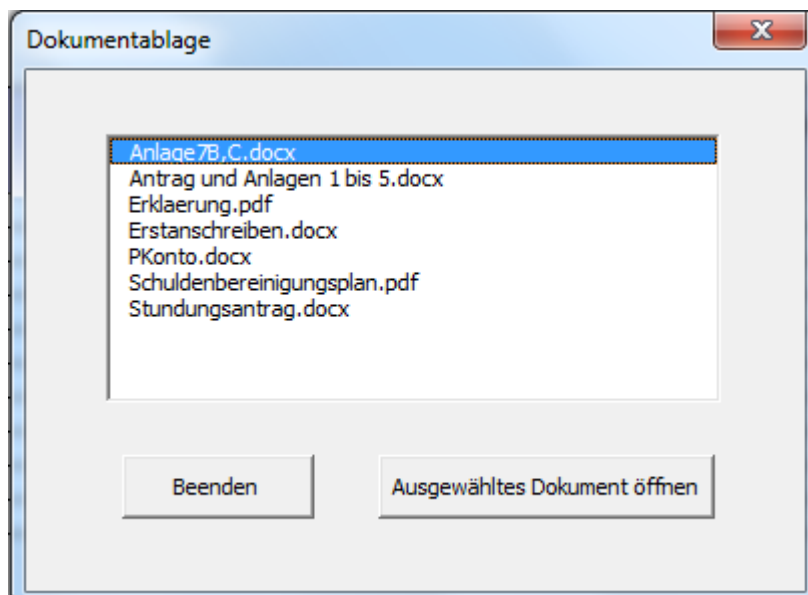 Dokumentablage
Anlage7B,C.docx
Antrag und Anlagen 1 bis 5.docx
Erklaerung.pdf
Erstanschreiben.docx
PKonto.docx
Schuldenbereinigungsplan.pdf
Stundungsantrag.docx
Beenden
Ausgewähltes Dokument öffnen